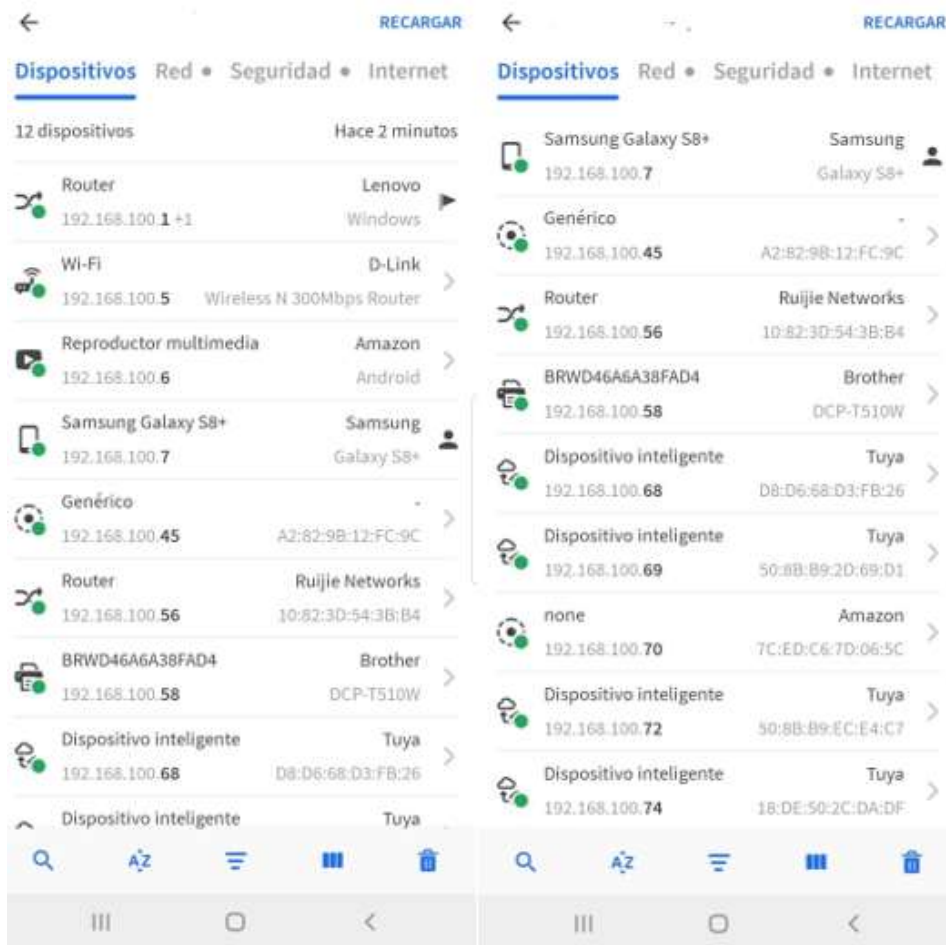 RECARGAR
Dispositivos Red Seguridad Internet
12 dispositivos Hace 2 minutos
Router Lenovo
192.168.100.1 +1 Windows
Wi-Fi D-Link
192.168.100.5 Wireless N 300Mbps Router
Reproductor multimedia Amazon
192.168.100.6 Android
Samsung Galaxy S8+ Samsung
192.168.100.7 Galaxy S8+
Genérico -
192.168.100.45 A2:82:9B:12:FC:9C
Router Ruijie Networks
192.168.100.56 10:82:3D:54:3B:B4
BRWD46A6A38FAD4 Brother
192.168.100.58 DCP-T510W
Dispositivo inteligente Tuya
192.168.100.68 D8:D6:68:D3:FB:26
Dispositivo inteligente Tuya
AZ
RECARGAR
Dispositivos Red Seguridad Internet
Samsung Galaxy S8+ Samsung
192.168.100.7 Galaxy S8+
Genérico -
192.168.100.45 A2:82:9B:12:FC:9C
Router Ruijie Networks
192.168.100.56 10:82:3D:54:3B:B4
BRWD46A6A38FAD4 Brother
192.168.100.58 DCP-T510W
Dispositivo inteligente Tuya
192.168.100.68 D8:D6:68:D3:FB:26
Dispositivo inteligente Tuya
192.168.100.69 50:8B:B9:2D:69:D1
none Amazon
192.168.100.70 7C:ED:C6:7D:06:5C
Dispositivo inteligente Tuya
192.168.100.72 50:8B:B9:EC:E4:C7
Dispositivo inteligente Tuya
192.168.100.74 18:DE:50:2C:DA:DF
AZ